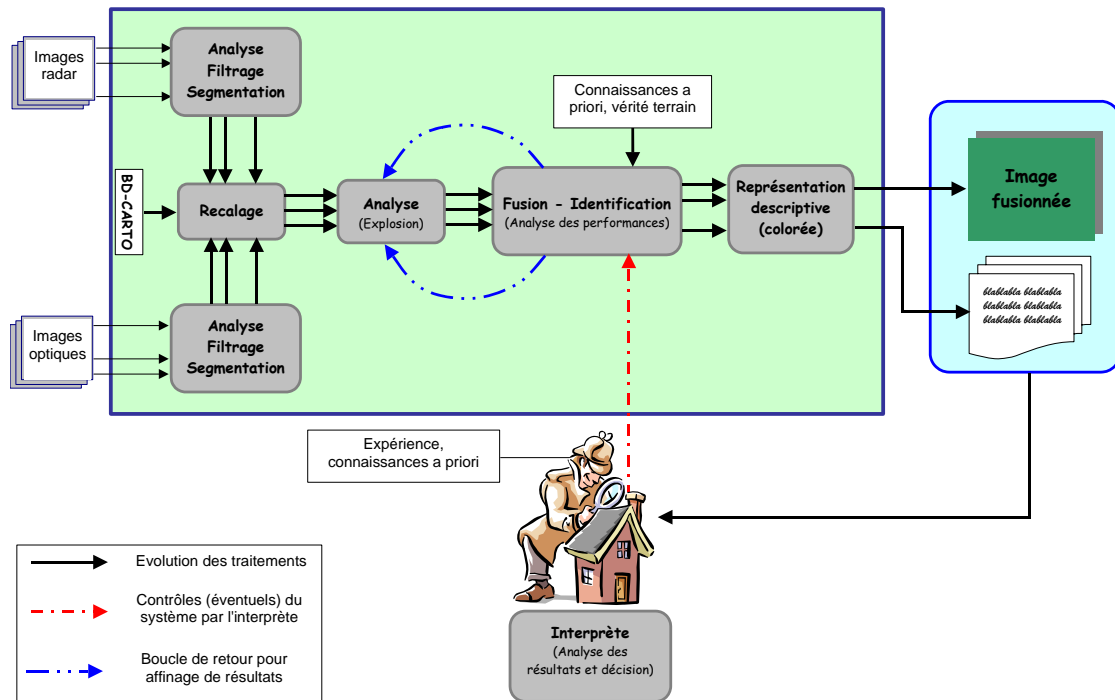 Images
radar
Analyse
Filtrage
Segmentation
Connaissances a
priori, vérité terrain
BD-CARTO
Recalage
Analyse
(Explosion)
Fusion - Identification
(Analyse des performances)
Représentation
descriptive
(colorée)
Image
fusionnée
blablabla blablabla
blablabla blablabla
blablabla blablabla
Images
optiques
Analyse
Filtrage
Segmentation
Expérience,
connaissances a priori
Interprète
(Analyse des
résultats et décision)
Evolution des traitements
Contrôles (éventuels) du
système par l'interprète
Boucle de retour pour
affinage de résultats